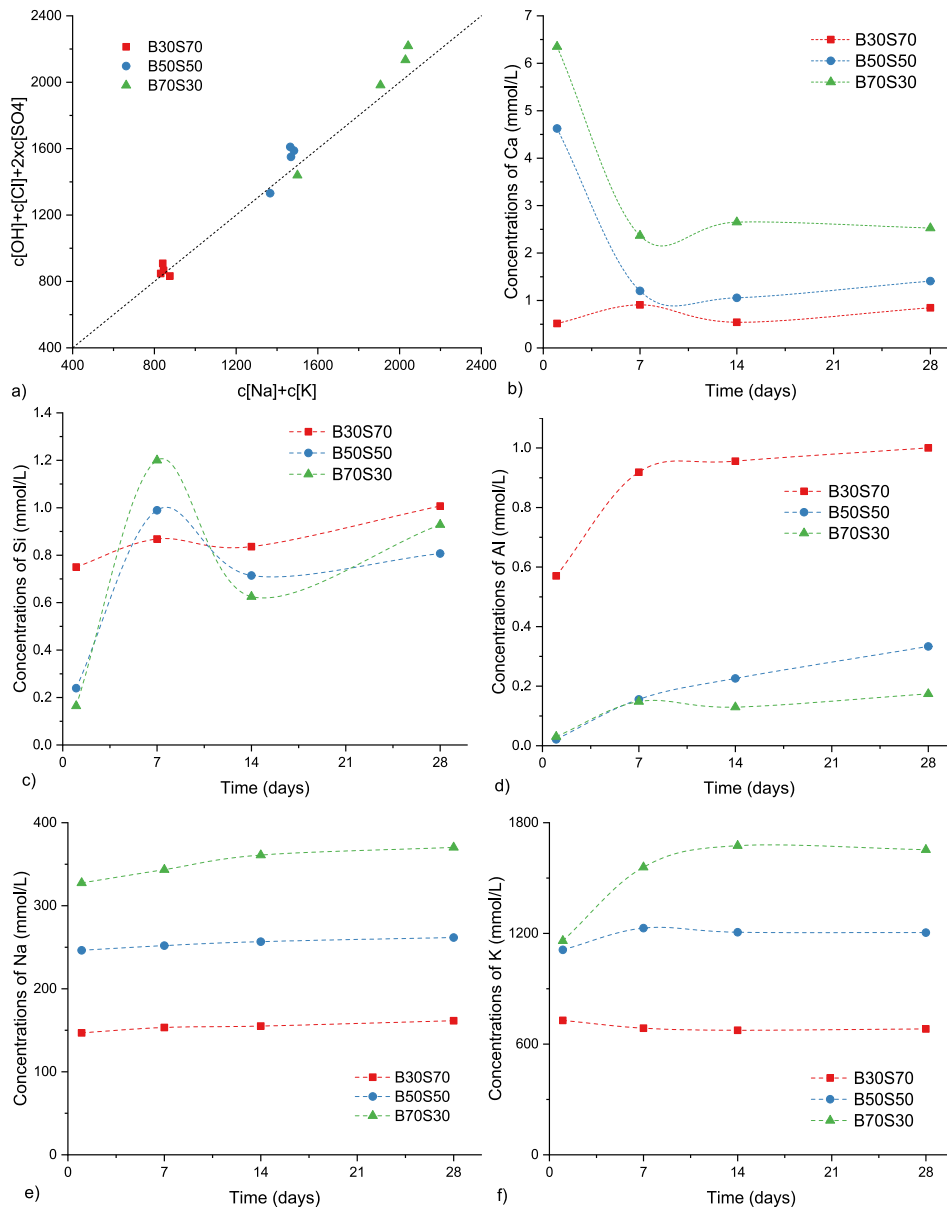 c[OH]+c[Cl]+2xc[SO4]
2400
2000
1600
1200
800
400
B30S70
B50S50
B70S30
400 800 1200 1600 2000 2400
c[Na]+c[K]
a)
Concentrations of Ca (mmol/L)
7
6
5
4
3
2
1
0
B30S70
B50S50
B70S30
0 7 14 21 28
Time (days)
b)
Concentrations of Si (mmol/L)
1.4
1.2
1.0
0.8
0.6
0.4
0.2
0.0
B30S70
B50S50
B70S30
0 7 14 21 28
Time (days)
c)
Concentrations of Al (mmol/L)
1.0
0.8
0.6
0.4
0.2
0.0
B30S70
B50S50
B70S30
0 7 14 21 28
Time (days)
d)
Concentrations of Na (mmol/L)
400
300
200
100
0
B30S70
B50S50
B70S30
0 7 14 21 28
Time (days)
e)
Concentrations of K (mmol/L)
1800
1200
600
0
B30S70
B50S50
B70S30
0 7 14 21 28
Time (days)
f)